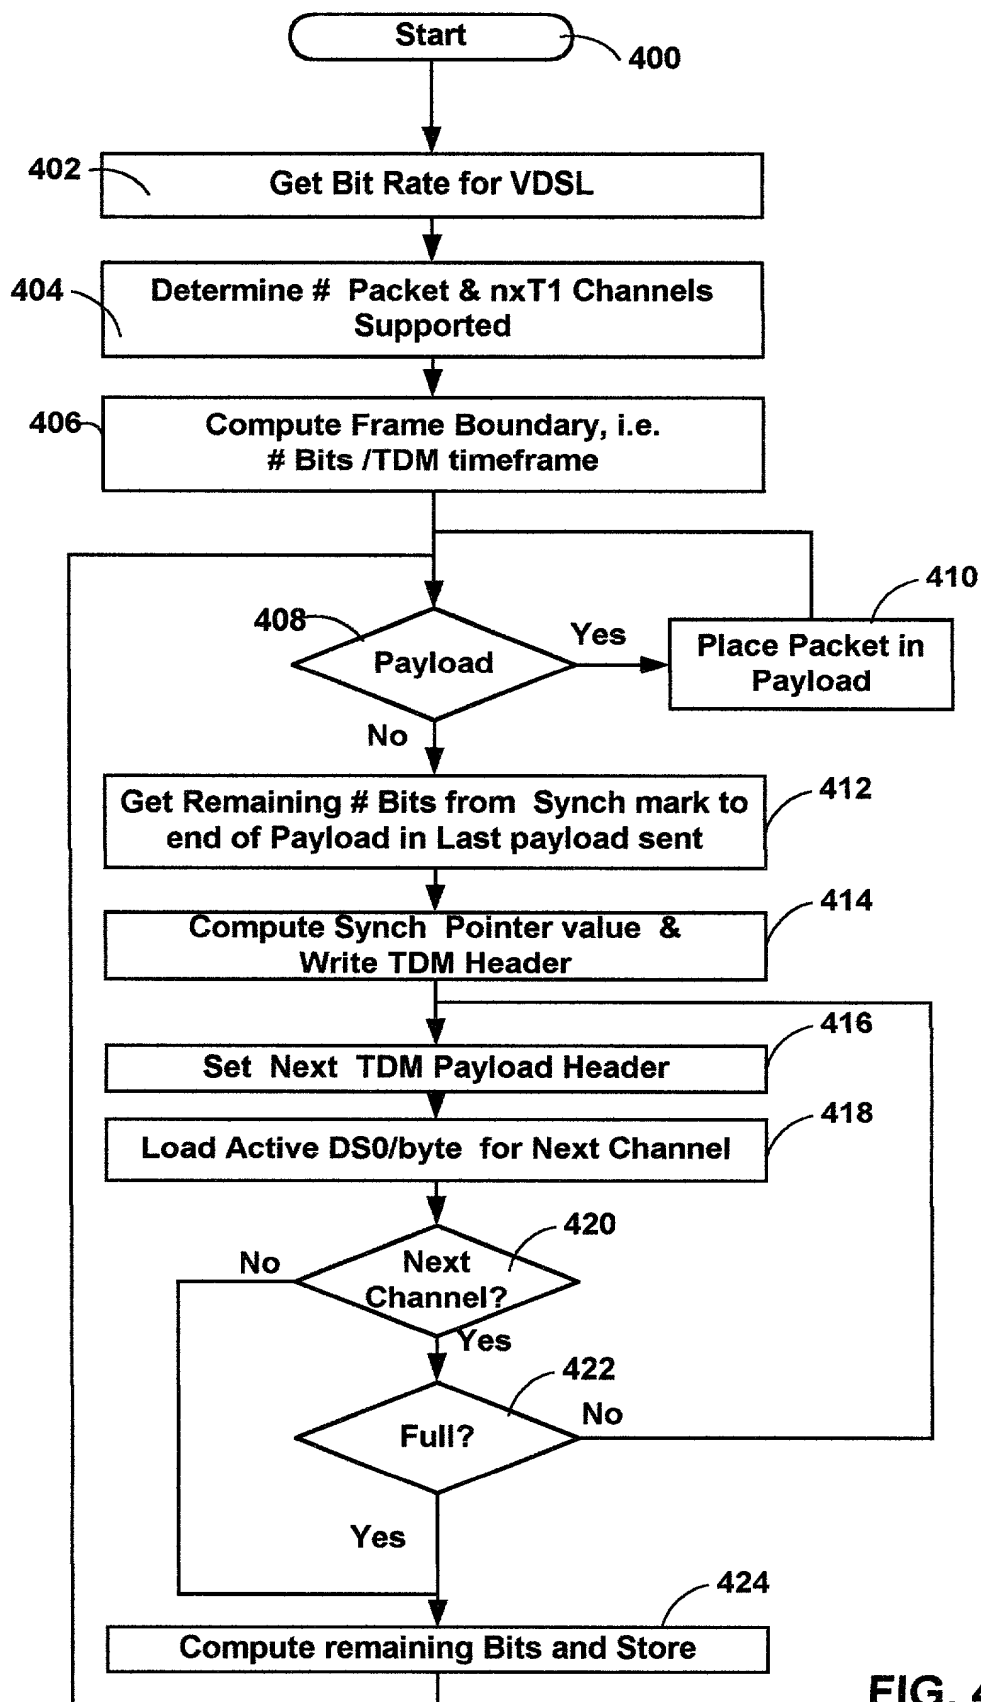 Start
400
402
Get Bit Rate for VDSL
404
Determine # Packet & nxT1 Channels
Supported
406
Compute Frame Boundary, i.e.
# Bits /TDM timeframe
408
Payload
Yes
410
Place Packet in
Payload
No
412
Get Remaining # Bits from Synch mark to
end of Payload in Last payload sent
414
Compute Synch Pointer value &
Write TDM Header
416
Set Next TDM Payload Header
418
Load Active DS0/byte for Next Channel
420
No
Next
Channel?
Yes
422
Full?
No
Yes
424
Compute remaining Bits and Store
FIG. 4